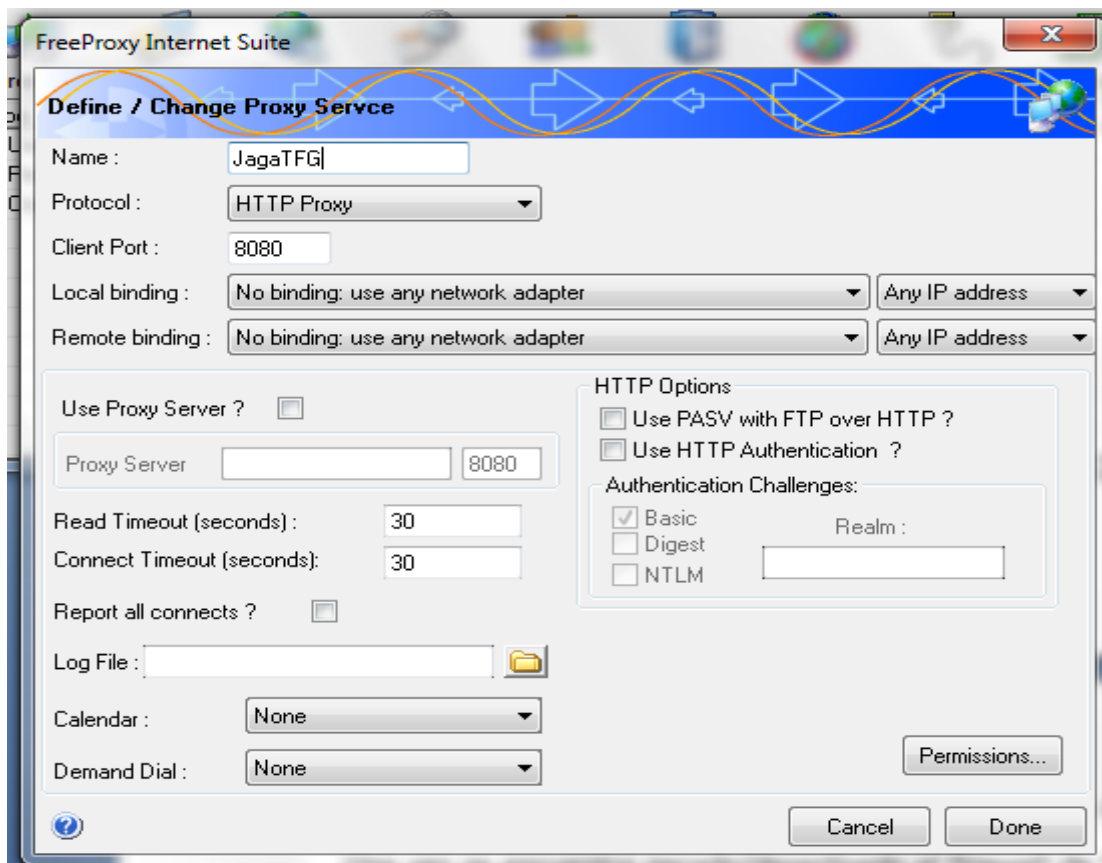 FreeProxy Internet Suite
Define / Change Proxy Servce
Name :
JagaTFG
Protocol :
HTTP Proxy
Client Port :
8080
Local binding :
No binding: use any network adapter
Any IP address
Remote binding :
No binding: use any network adapter
Any IP address
Use Proxy Server ?
Proxy Server
8080
Read Timeout (seconds) :
30
Connect Timeout (seconds):
30
Report all connects ?
Log File :
Calendar :
None
Demand Dial :
None
HTTP Options
Use PASV with FTP over HTTP ?
Use HTTP Authentication ?
Authentication Challenges:
Basic
Digest
NTLM
Realm :
Permissions...
Cancel
Done